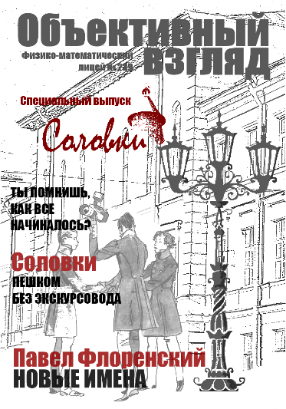 Объективный
взгляд
Физико-математический
лицей №239
Специальный выпуск
Соловки
ТЫ ПОМНИШЬ,
КАК ВСЕ
НАЧИНАЛОСЬ?
Соловки
ПЕШКОМ
БЕЗ ЭКСКУРСОВОДА
Павел Флоренский
НОВЫЕ ИМЕНА